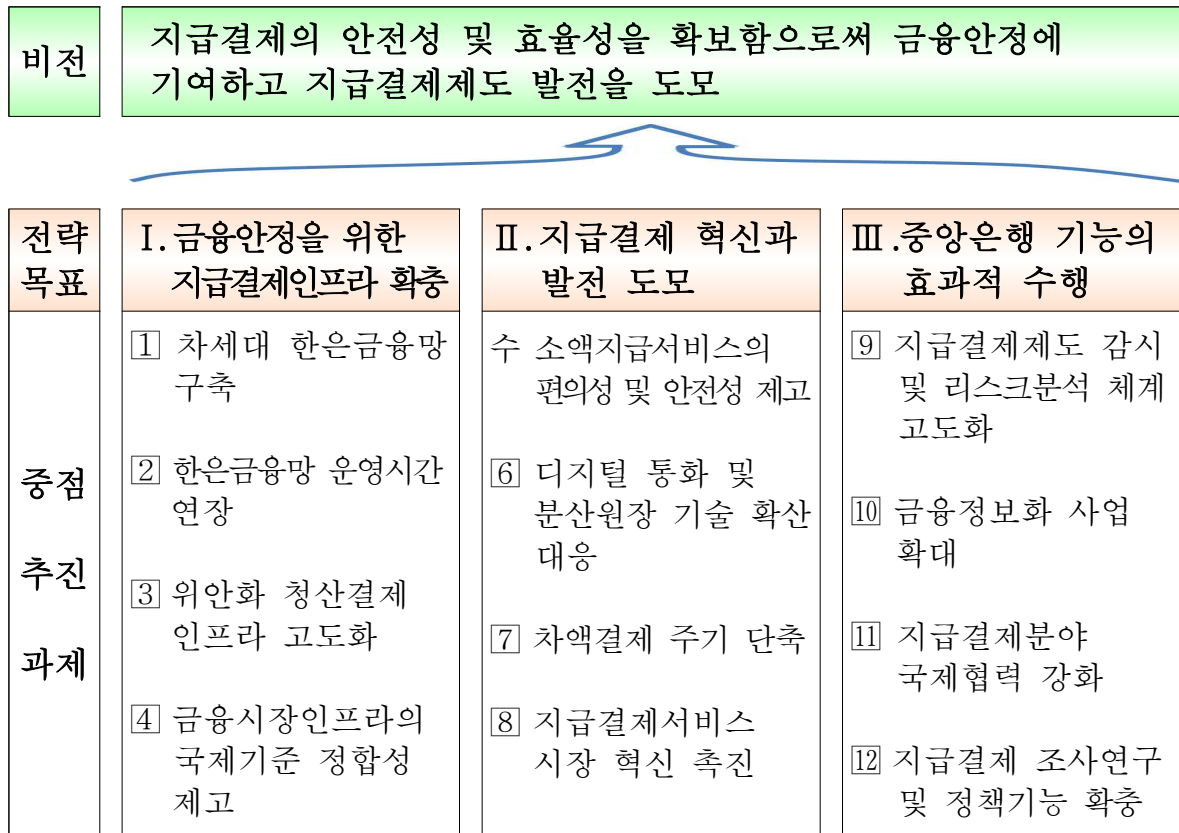 비전
지급결제의 안전성 및 효율성을 확보함으로써 금융안정에
기여하고 지급결제제도 발전을 도모
전략
목표
Ⅰ.금융안정을 위한
지급결제인프라 확충
Ⅱ.지급결제 혁신과
발전 도모
Ⅲ.중앙은행 기능의
효과적 수행
중점
추진
과제
1 차세대 한은금융망
구축
2 한은금융망 운영시간
연장
3 위안화 청산결제
인프라 고도화
4 금융시장인프라의
국제기준 정합성
제고
수 소액지급서비스의
편의성 및 안전성 제고
6 디지털 통화 및
분산원장 기술 확산
대응
7 차액결제 주기 단축
8 지급결제서비스
시장 혁신 촉진
9 지급결제제도 감시
및 리스크분석 체계
고도화
10 금융정보화 사업
확대
11 지급결제분야
국제협력 강화
12 지급결제 조사연구
및 정책기능 확충